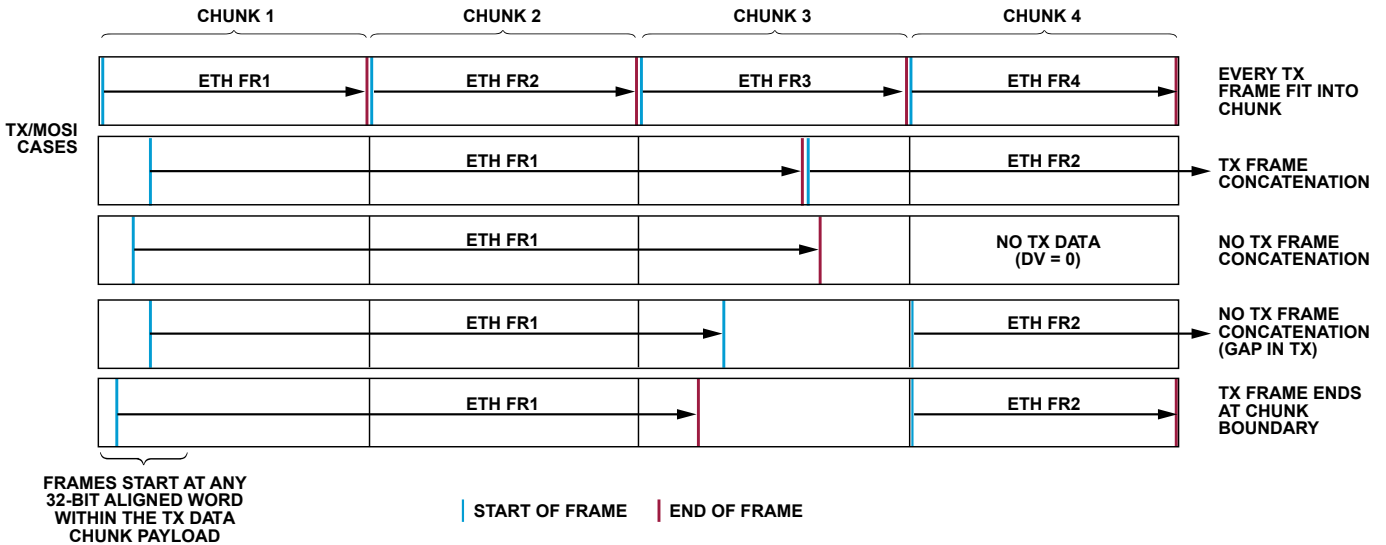 CHUNK 1
CHUNK 2
CHUNK 3
CHUNK 4
TX/MOSI
CASES
ETH FR1
ETH FR2
ETH FR3
ETH FR4
EVERY TX
FRAME FIT INTO
CHUNK
ETH FR1
ETH FR2
TX FRAME
CONCATENATION
ETH FR1
NO TX DATA
(DV = 0)
NO TX FRAME
CONCATENATION
ETH FR1
ETH FR2
NO TX FRAME
CONCATENATION
(GAP IN TX)
ETH FR1
ETH FR2
TX FRAME ENDS
AT CHUNK
BOUNDARY
FRAMES START AT ANY
32-BIT ALIGNED WORD
WITHIN THE TX DATA
CHUNK PAYLOAD
START OF FRAME
END OF FRAME